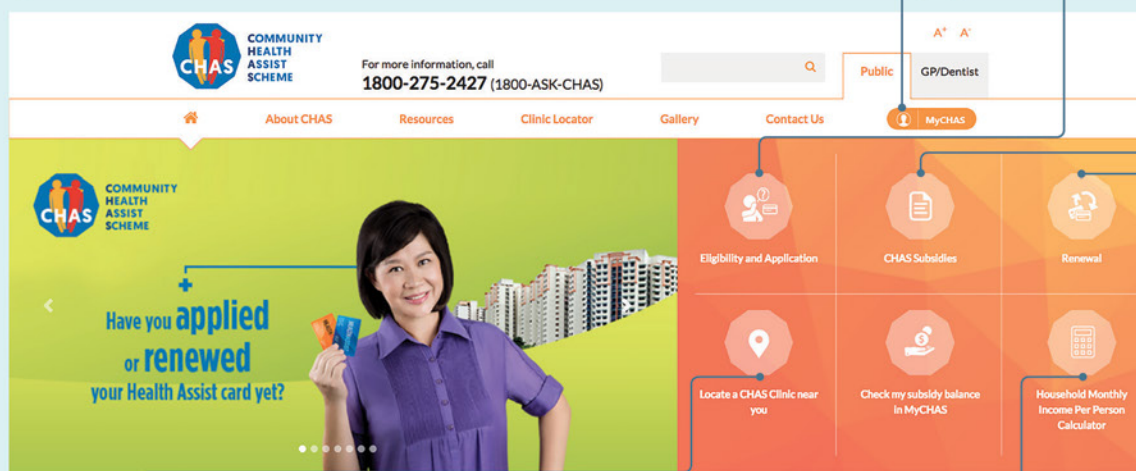 COMMUNITY
HEALTH
ASSIST
SCHEME
CHAS
For more information, call
1800-275-2427 (1800-ASK-CHAS)
A+ A-
Public
GP/Dentist
About CHAS
Resources
Clinic Locator
Gallery
Contact Us
MyCHAS
CHAS
COMMUNITY
HEALTH
ASSIST
SCHEME
Have you applied
or renewed
your Health Assist card yet?
Eligibility and Application
CHAS Subsidies
Renewal
Locate a CHAS Clinic near
you
Check my subsidy balance
in MyCHAS
Household Monthly
Income Per Person
Calculator